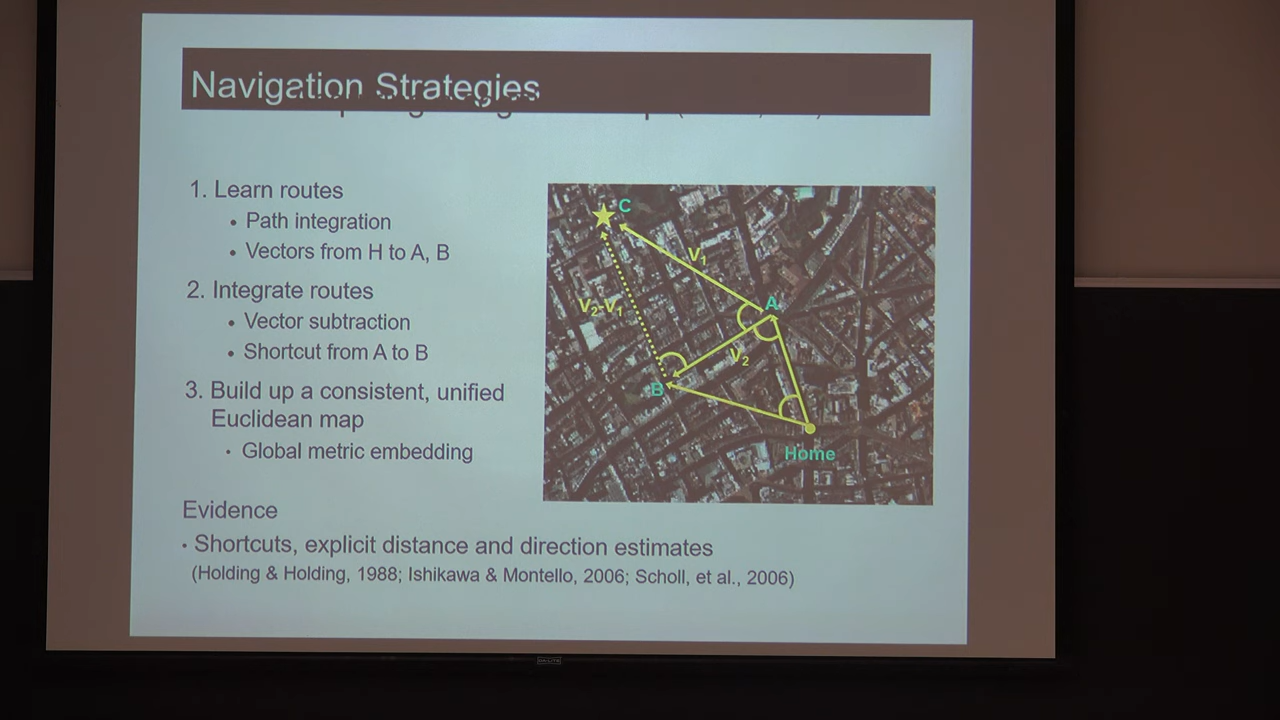 Navigation Strategies
1. Learn routes
• Path integration
• Vectors from H to A, B
2. Integrate routes
• Vector subtraction
• Shortcut from A to B
3. Build up a consistent, unified
Euclidean map
• Global metric embedding
C
V₁
A
V₂-V₁
V₂
B
Home
Evidence
• Shortcuts, explicit distance and direction estimates
(Holding & Holding, 1988; Ishikawa & Montello, 2006; Scholl, et al., 2006)
DA-LITE